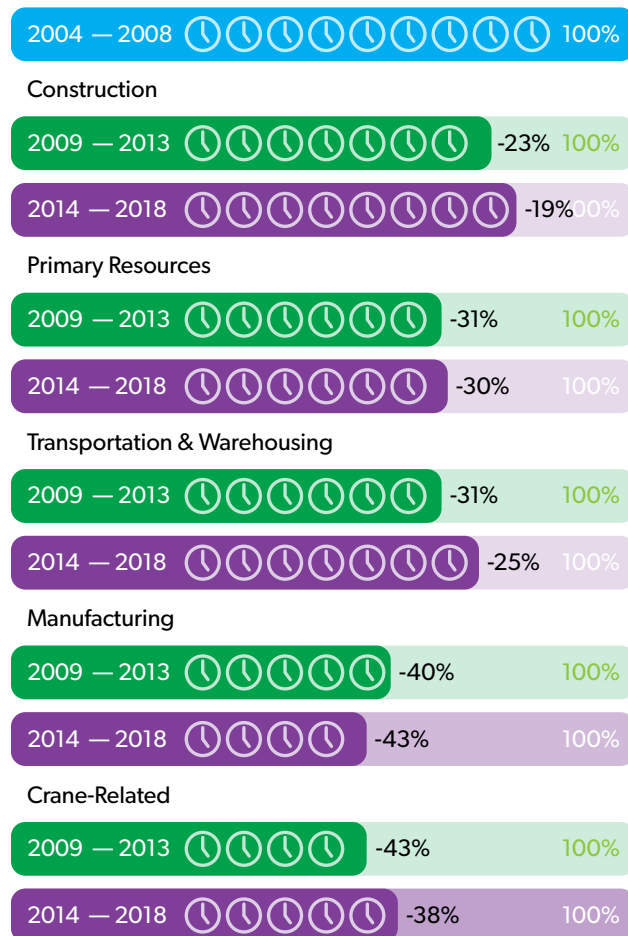 2004 — 2008 100%
Construction
2009 — 2013 -23% 100%
2014 — 2018 -19% 00%
Primary Resources
2009 — 2013 -31% 100%
2014 — 2018 -30% 100%
Transportation & Warehousing
2009 — 2013 -31% 100%
2014 — 2018 -25% 100%
Manufacturing
2009 — 2013 -40% 100%
2014 — 2018 -43% 100%
Crane-Related
2009 — 2013 -43% 100%
2014 — 2018 -38% 100%